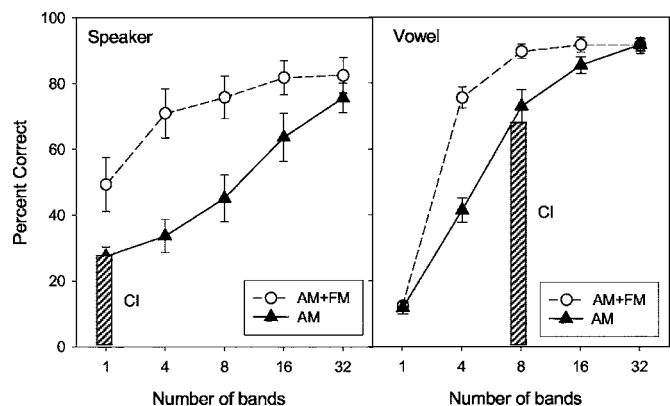 Speaker
Vowel
Percent Correct
100
80
60
40
20
0
CI
CI
AM+FM
AM
AM+FM
AM
1 4 8 16 32
1 4 8 16 32
Number of bands
Number of bands